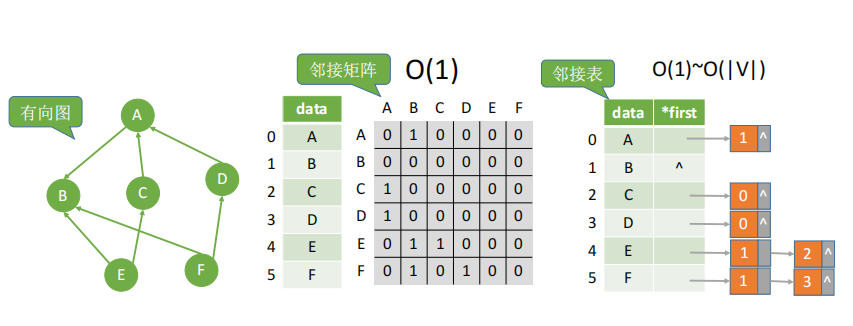 邻接矩阵 O(1)
邻接表 O(1)~O(|V|)
有向图
A
B
C
D
E
F
data
0 A
1 B
2 C
3 D
4 E
5 F
A B C D E F
A 0 1 0 0 0 0
B 0 0 0 0 0 0
C 1 0 0 0 0 0
D 1 0 0 0 0 0
E 0 1 1 0 0 0
F 0 1 0 1 0 0
data *first
0 A 1 ^
1 B ^
2 C 0 ^
3 D 0 ^
4 E 1 2 ^
5 F 1 3 ^